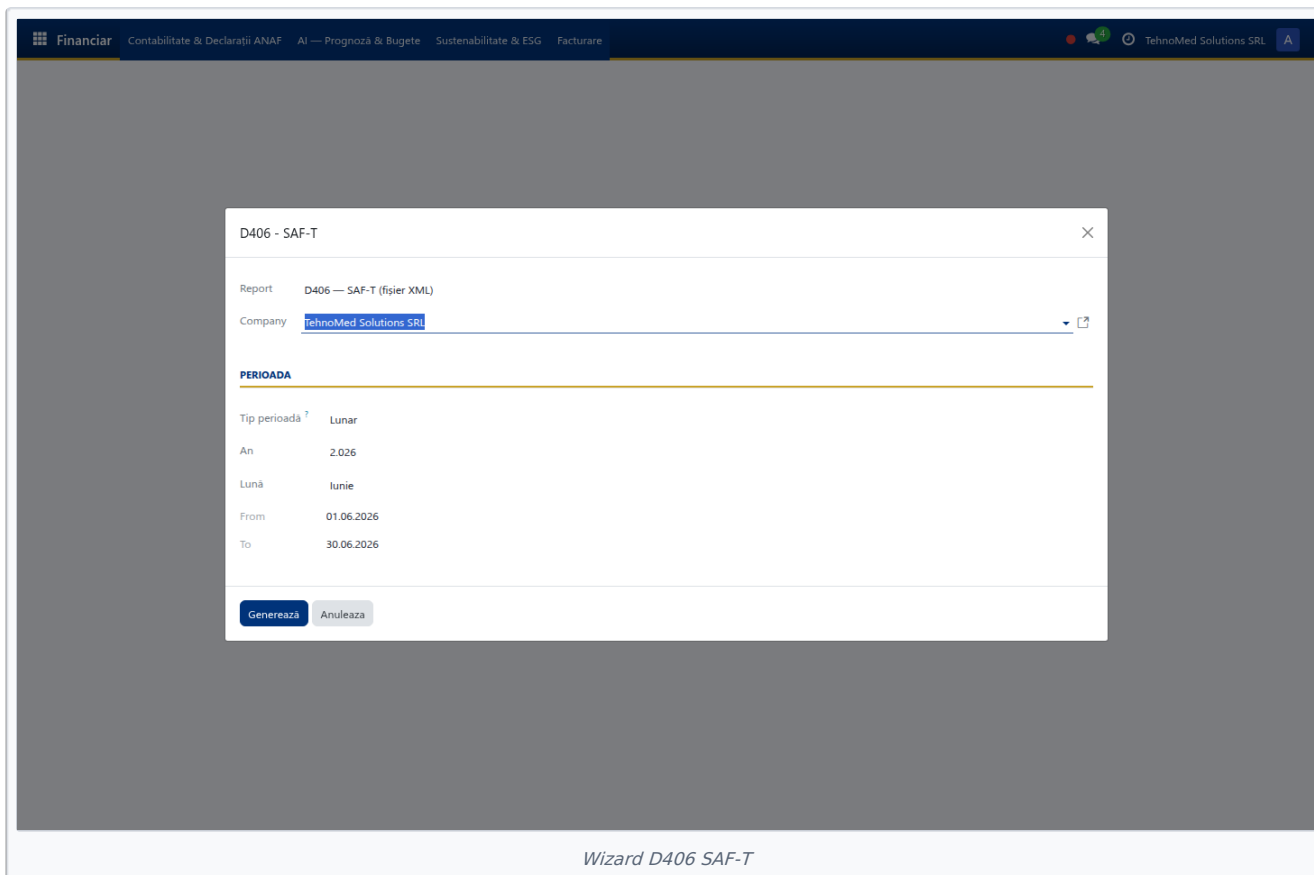 Financiar Contabilitate & Declarații ANAF AI — Prognoză & Bugete Sustenabilitate & ESG Facturare 4 TehnoMed Solutions SRL A
D406 - SAF-T
Report D406 — SAF-T (fișier XML)
Company TehnoMed Solutions SRL
PERIOADA
Tip perioadă ? Lunar
An 2.026
Lună Iunie
From 01.06.2026
To 30.06.2026
Generează Anuleaza
Wizard D406 SAF-T